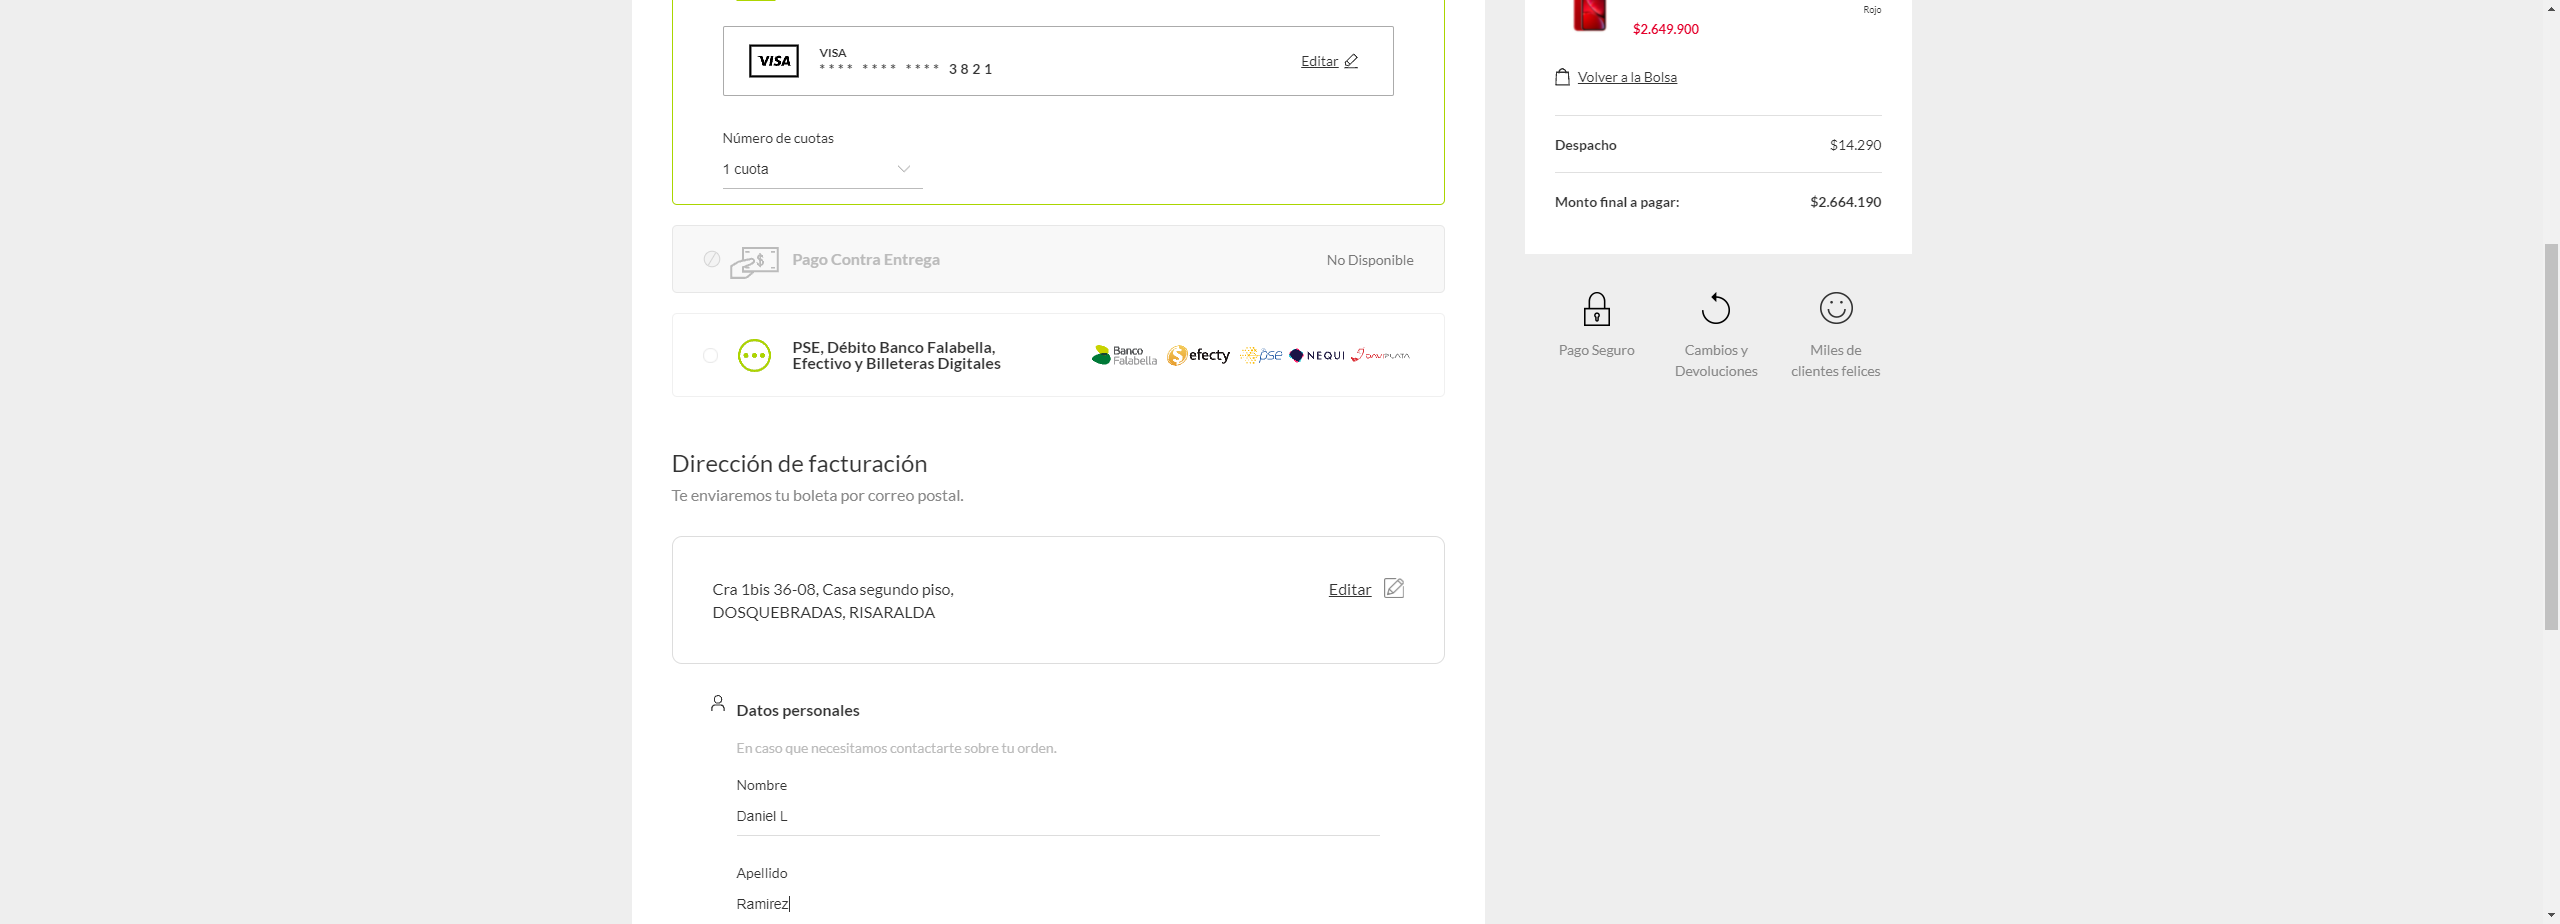 VISA
VISA
**** **** **** 3821
Editar
Número de cuotas
1 cuota
Pago Contra Entrega
No Disponible
PSE, Débito Banco Falabella,
Efectivo y Billeteras Digitales
Banco
Falabella
efecty
pse
NEQUI
DAVIPLATA
Dirección de facturación
Te enviaremos tu boleta por correo postal.
Cra 1bis 36-08, Casa segundo piso,
DOSQUEBRADAS, RISARALDA
Editar
Datos personales
En caso que necesitamos contactarte sobre tu orden.
Nombre
Daniel L
Apellido
Ramirez
Rojo
$2.649.900
Volver a la Bolsa
Despacho
$14.290
Monto final a pagar:
$2.664.190
Pago Seguro
Cambios y
Devoluciones
Miles de
clientes felices